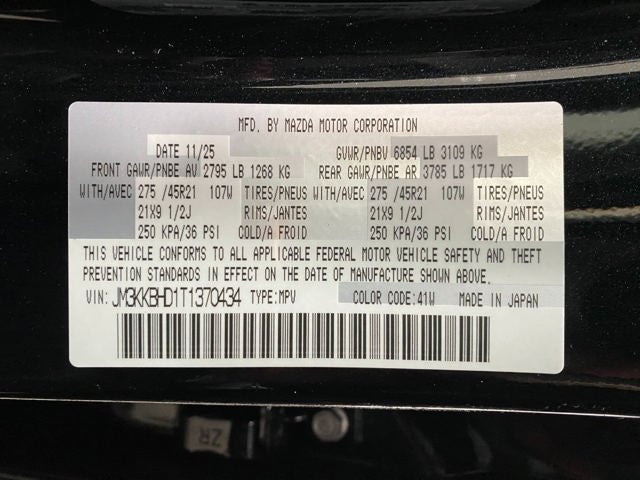 MFD. BY MAZDA MOTOR CORPORATION
DATE 11/25 GVWR/PNBV 6854 LB 3109 KG
FRONT GAWR/PNBE AV 2795 LB 1268 KG REAR GAWR/PNBE AR 3785 LB 1717 KG
WITH/AVEC 275 /45R21 107W TIRES/PNEUS WITH/AVEC 275 /45R21 107W TIRES/PNEUS
21X9 1/2J RIMS/JANTES 21X9 1/2J RIMS/JANTES
250 KPA/36 PSI COLD/A FROID 250 KPA/36 PSI COLD/A FROID
THIS VEHICLE CONFORMS TO ALL APPLICABLE FEDERAL MOTOR VEHICLE SAFETY AND THEFT
PREVENTION STANDARDS IN EFFECT ON THE DATE OF MANUFACTURE SHOWN ABOVE.
VIN: JM3KKBHD1T1370434 TYPE:MPV COLOR CODE:41W MADE IN JAPAN
ZR